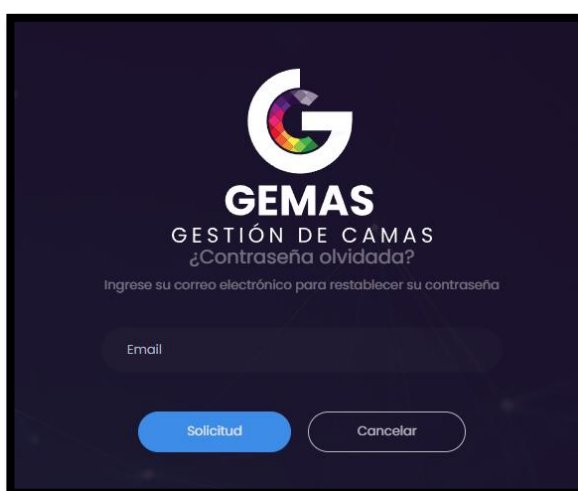 GEMAS
GESTIÓN DE CAMAS
¿Contraseña olvidada?
Ingrese su correo electrónico para restablecer su contraseña
Email
Solicitud
Cancelar